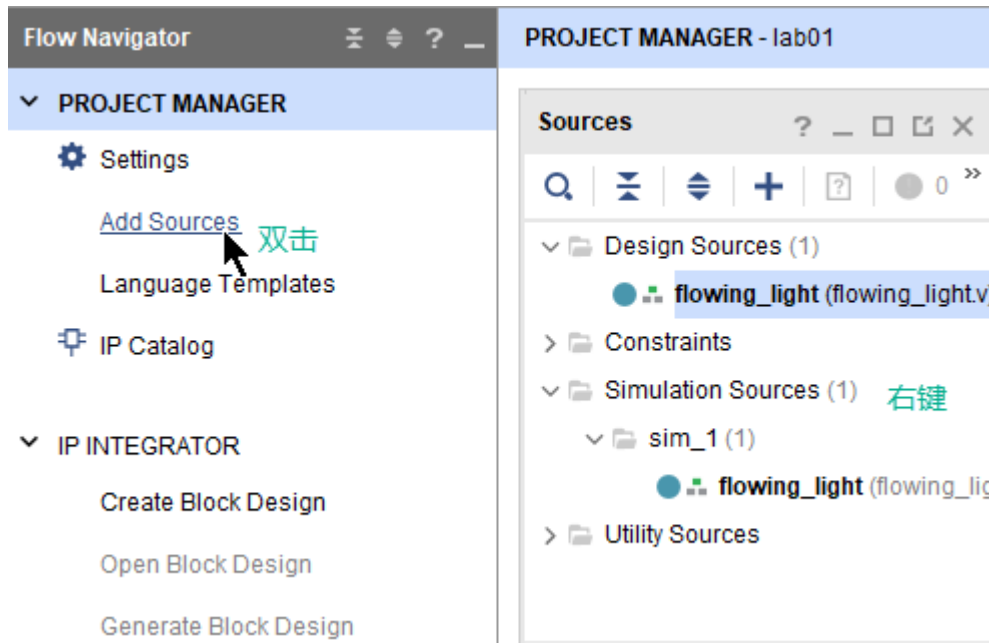 Flow Navigator
PROJECT MANAGER
Settings
Add Sources 双击
Language Templates
IP Catalog
IP INTEGRATOR
Create Block Design
Open Block Design
Generate Block Design
PROJECT MANAGER - lab01
Sources
0
Design Sources (1)
flowing_light (flowing_light.v)
Constraints
Simulation Sources (1) 右键
sim_1 (1)
flowing_light (flowing_lig
Utility Sources